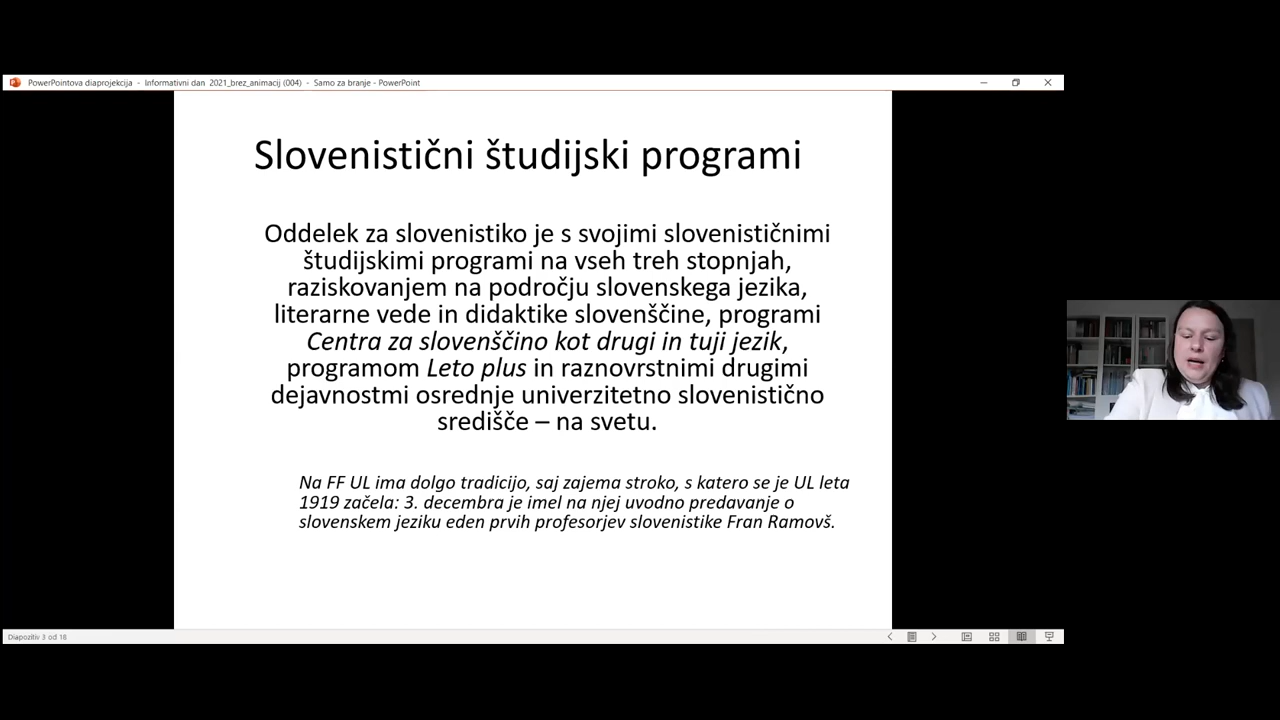 PowerPointova diaprojekcija - Informativni dan 2021_brez_animacij (004) - Samo za branje - PowerPoint
Slovenistični študijski programi
Oddelek za slovenistiko je s svojimi slovenističnimi
študijskimi programi na vseh treh stopnjah,
raziskovanjem na področju slovenskega jezika,
literarne vede in didaktike slovenščine, programi
Centra za slovenščino kot drugi in tuji jezik,
programom Leto plus in raznovrstnimi drugimi
dejavnostmi osrednje univerzitetno slovenistično
središče – na svetu.
Na FF UL ima dolgo tradicijo, saj zajema stroko, s katero se je UL leta
1919 začela: 3. decembra je imel na njej uvodno predavanje o
slovenskem jeziku eden prvih profesorjev slovenistike Fran Ramovš.
Diapozitiv 3 od 18